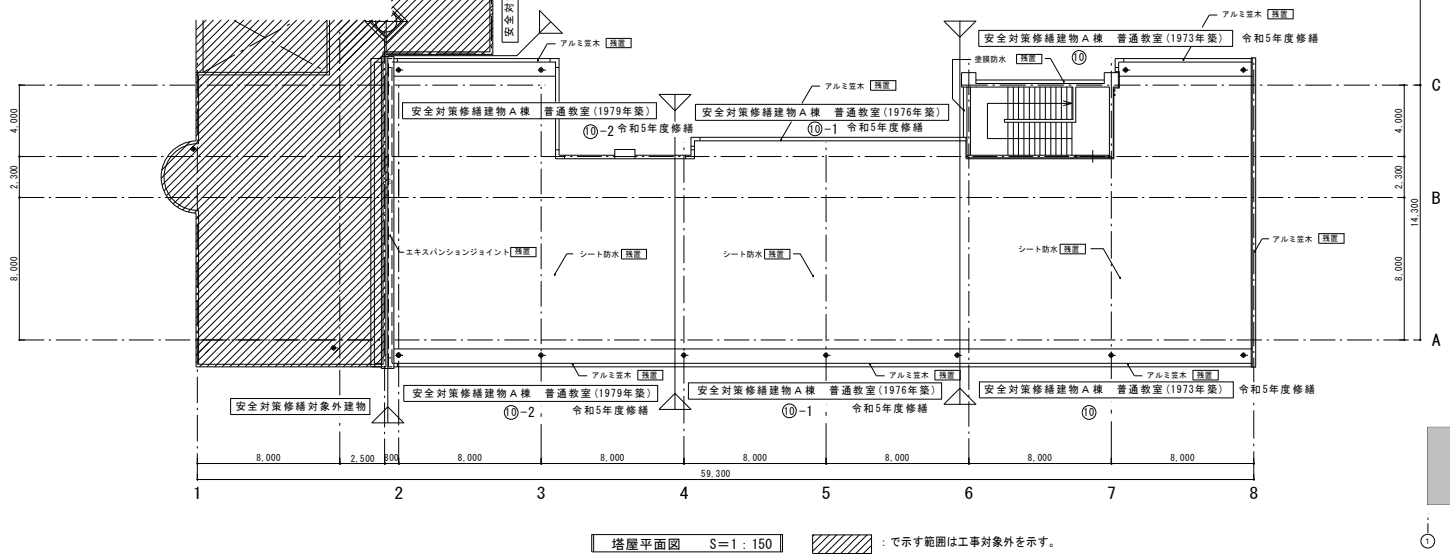 安全対
アルミ笠木 残置
アルミ笠木 残置
安全対策修繕建物A棟 普通教室(1973年築) 令和5年度修繕
⑩
塗膜防水 残置
アルミ笠木 残置
安全対策修繕建物A棟 普通教室(1979年築)
⑩-2 令和5年度修繕
安全対策修繕建物A棟 普通教室(1976年築)
⑩-1 令和5年度修繕
C
4,000
4,000
2,300
2,300
14,300
B
アルミ笠木 残置
エキスパンションジョイント 残置
シート防水 残置
シート防水 残置
シート防水 残置
8,000
8,000
A
アルミ笠木 残置
アルミ笠木 残置
アルミ笠木 残置
安全対策修繕対象外建物
安全対策修繕建物A棟 普通教室(1979年築)
⑩-2 令和5年度修繕
安全対策修繕建物A棟 普通教室(1976年築)
⑩-1 令和5年度修繕
安全対策修繕建物A棟 普通教室(1973年築) 令和5年度修繕
⑩
8,000 2,500 800 8,000 8,000 8,000 8,000 8,000 8,000
59,300
1 2 3 4 5 6 7 8
塔屋平面図 S=1:150
:で示す範囲は工事対象外を示す。
①